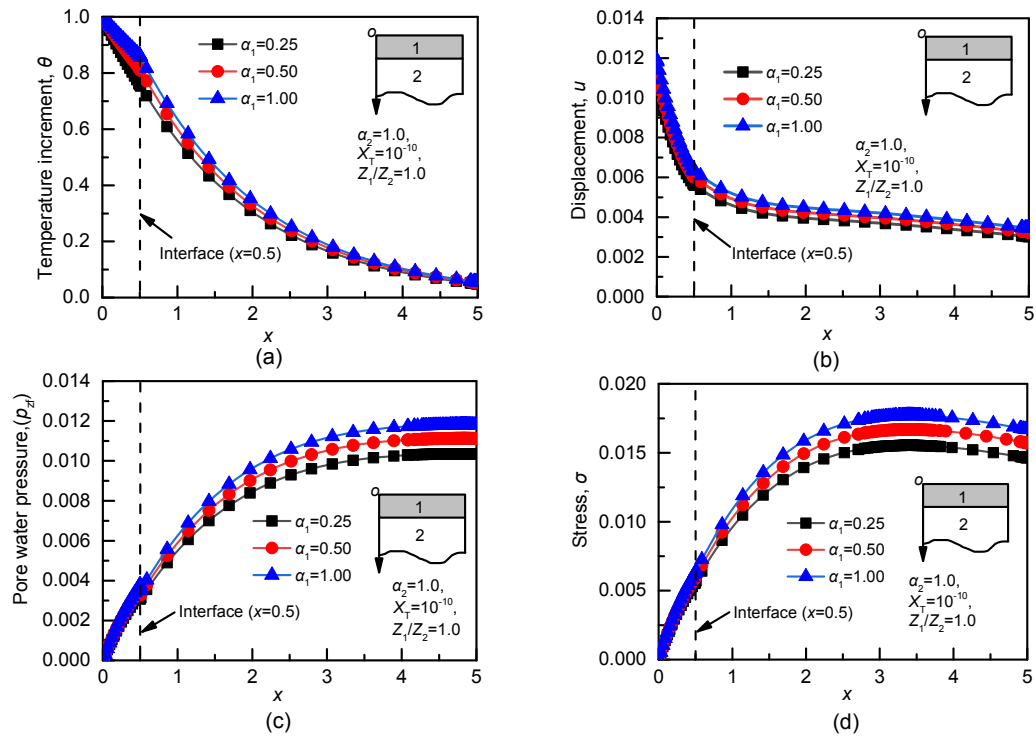 Temperature increment, θ
1.0
0.8
0.6
0.4
0.2
0.0
α₁=0.25
α₁=0.50
α₁=1.00
o
1
2
α₂=1.0,
X_T=10⁻¹⁰,
Z₁/Z₂=1.0
Interface (x=0.5)
0 1 2 3 4 5
x
(a)
Displacement, u
0.012
0.010
0.008
0.006
0.004
0.002
0.000
α₁=0.25
α₁=0.50
α₁=1.00
o
1
2
α₂=1.0,
X_T=10⁻¹⁰,
Z₁/Z₂=1.0
Interface (x=0.5)
0 1 2 3 4 5
x
(b)
Pore water pressure,(p_zf)
0.014
0.012
0.010
0.008
0.006
0.004
0.002
0.000
α₁=0.25
α₁=0.50
α₁=1.00
o
1
2
α₂=1.0,
X_T=10⁻¹⁰,
Z₁/Z₂=1.0
Interface (x=0.5)
0 1 2 3 4 5
x
(c)
Stress, σ
0.020
0.015
0.010
0.005
0.000
α₁=0.25
α₁=0.50
α₁=1.00
o
1
2
α₂=1.0,
X_T=10⁻¹⁰,
Z₁/Z₂=1.0
Interface (x=0.5)
0 1 2 3 4 5
x
(d)